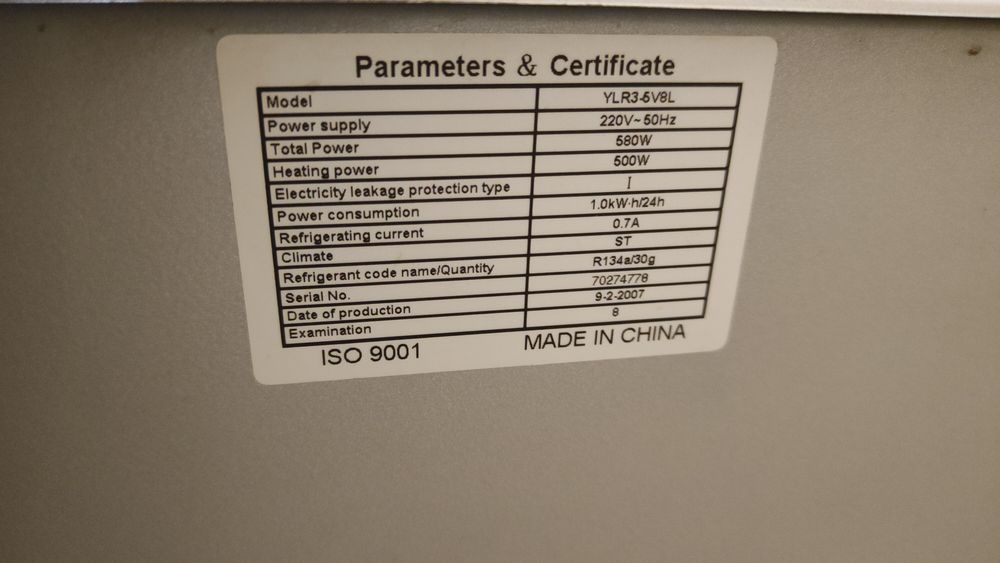 Parameters & Certificate
Model YLR3-5V8L
Power supply 220V~50Hz
Total Power 580W
Heating power 500W
Electricity leakage protection type I
Power consumption 1.0kW·h/24h
Refrigerating current 0.7A
Climate ST
Refrigerant code name/Quantity R134a/30g
Serial No. 70274778
Date of production 9-2-2007
Examination 8
ISO 9001 MADE IN CHINA